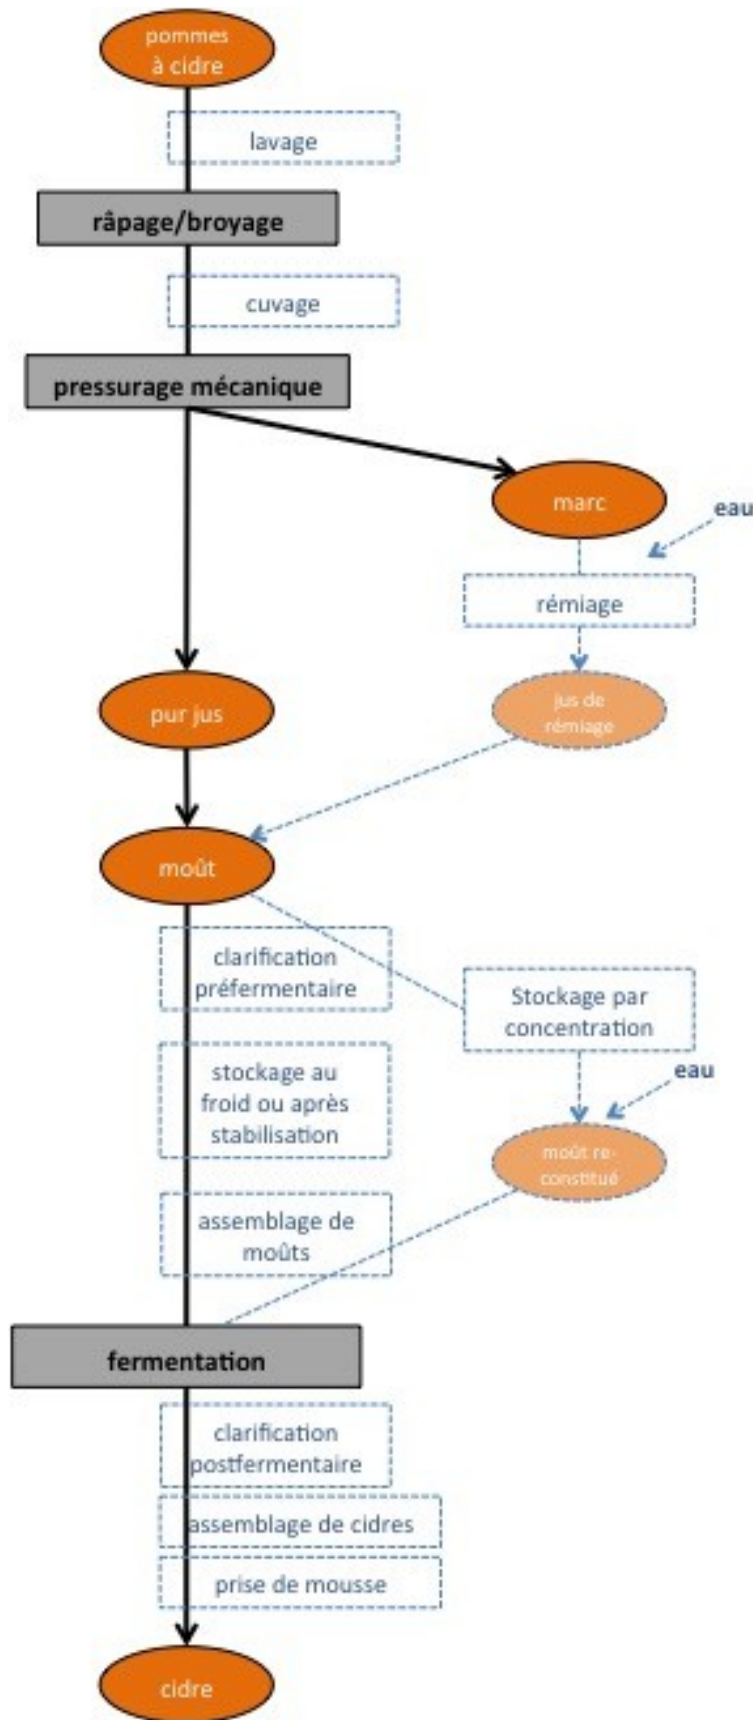 pommes
à cidre
lavage
râpage/broyage
cuvage
pressurage mécanique
marc
eau
rémiage
pur jus
jus de
rémiage
moût
clarification
préfermentaire
Stockage par
concentration
stockage au
froid ou après
stabilisation
eau
moût re-
constitué
assemblage de
moûts
fermentation
clarification
postfermentaire
assemblage de cidres
prise de mousse
cidre